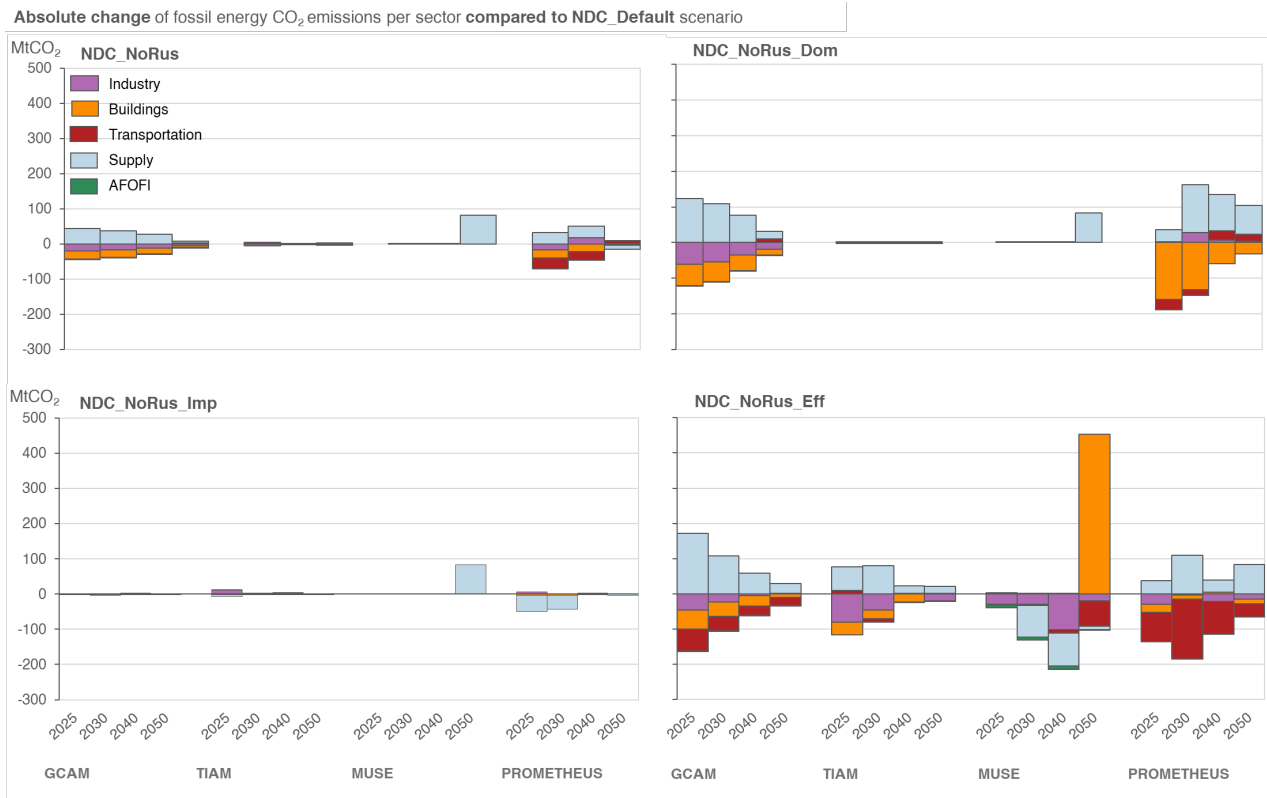 Absolute change of fossil energy CO₂ emissions per sector compared to NDC_Default scenario
MtCO₂
NDC_NoRus
NDC_NoRus_Dom
500
400
300
200
100
0
-100
-200
-300
Industry
Buildings
Transportation
Supply
AFOFI
MtCO₂
NDC_NoRus_Imp
NDC_NoRus_Eff
500
400
300
200
100
0
-100
-200
-300
2025 2030 2040 2050 2025 2030 2040 2050 2025 2030 2040 2050 2025 2030 2040 2050
2025 2030 2040 2050 2025 2030 2040 2050 2025 2030 2040 2050 2025 2030 2040 2050
GCAM TIAM MUSE PROMETHEUS
GCAM TIAM MUSE PROMETHEUS